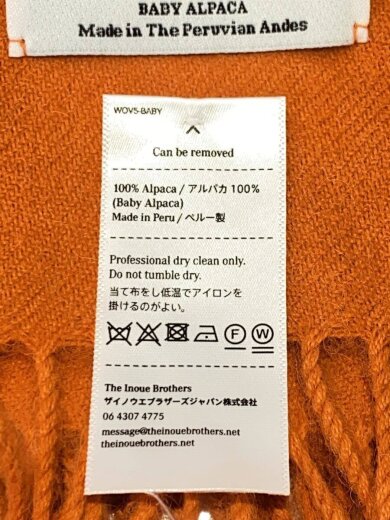 BABY ALPACA
Made in The Peruvian Andes
WOVS-BABY
Can be removed
100% Alpaca / アルパカ 100%
(Baby Alpaca)
Made in Peru / ペルー製
Professional dry clean only.
Do not tumble dry.
当て布をし低温でアイロンを
掛けるのがよい。
F W
The Inoue Brothers
ザイノウエブラザーズジャパン株式会社
06 4307 4775
message@theinouebrothers.net
theinouebrothers.net